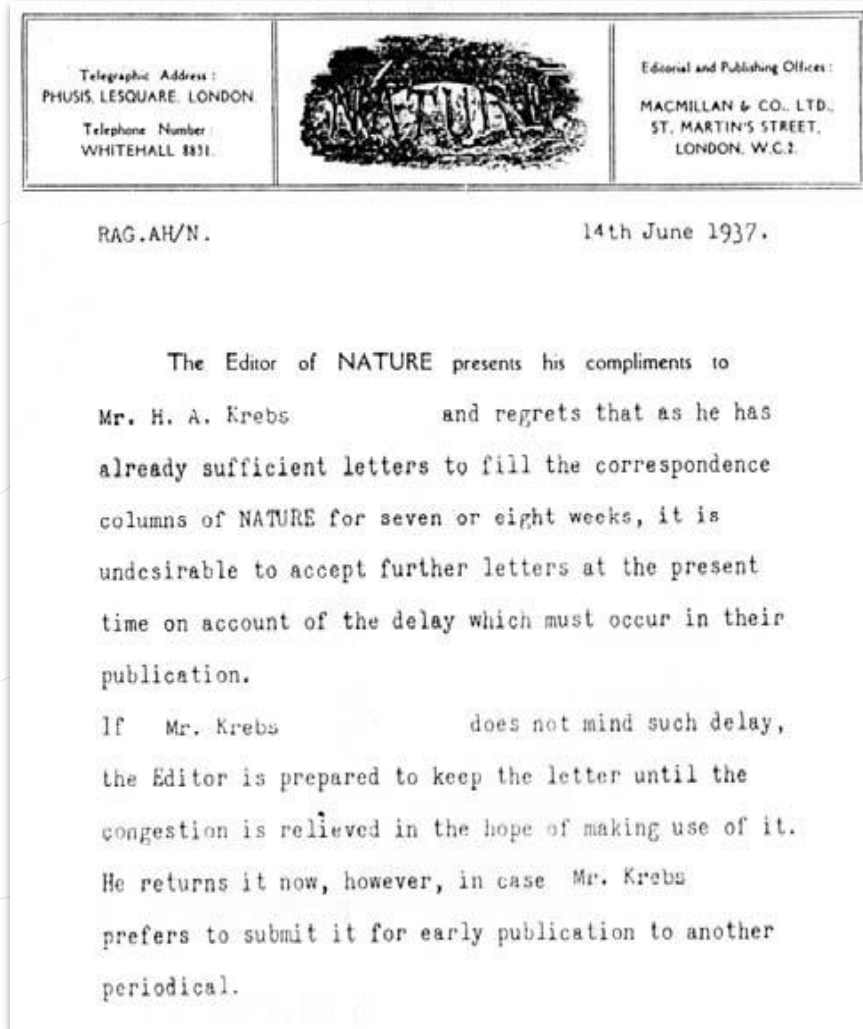 Telegraphic Address :
PHUSIS, LESQUARE, LONDON.
Telephone Number :
WHITEHALL 8831.
NATURE
Editorial and Publishing Offices :
MACMILLAN & CO., LTD.,
ST. MARTIN'S STREET,
LONDON, W.C.2.
RAG.AH/N.
14th June 1937.
The Editor of NATURE presents his compliments to
Mr. H. A. Krebs and regrets that as he has
already sufficient letters to fill the correspondence
columns of NATURE for seven or eight weeks, it is
undesirable to accept further letters at the present
time on account of the delay which must occur in their
publication.
If Mr. Krebs does not mind such delay,
the Editor is prepared to keep the letter until the
congestion is relieved in the hope of making use of it.
He returns it now, however, in case Mr. Krebs
prefers to submit it for early publication to another
periodical.